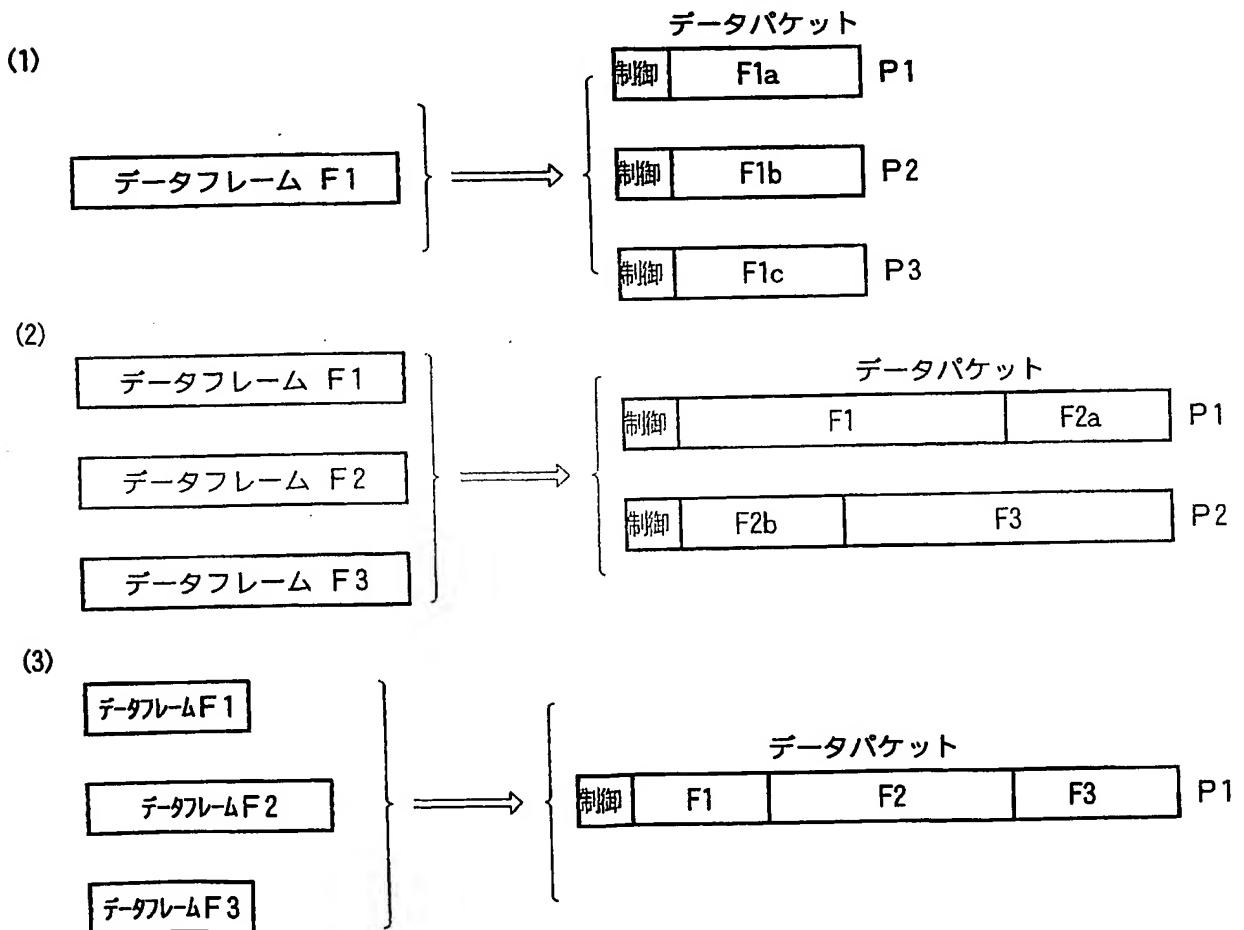 (1)
データフレーム F1
データパケット
制御 F1a P1
制御 F1b P2
制御 F1c P3
(2)
データフレーム F1
データフレーム F2
データフレーム F3
データパケット
制御 F1 F2a P1
制御 F2b F3 P2
(3)
データフレームF1
データフレームF2
データフレームF3
データパケット
制御 F1 F2 F3 P1